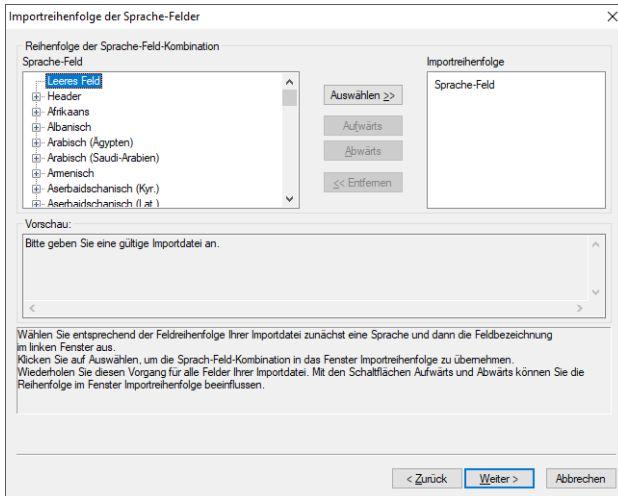 Importreihenfolge der Sprache-Felder
Reihenfolge der Sprache-Feld-Kombination
Sprache-Feld
Importreihenfolge
Leeres Feld
Header
Afrikaans
Albanisch
Arabisch (Ägypten)
Arabisch (Saudi-Arabien)
Armenisch
Aserbaidschanisch (Kyr.)
Aserbaidschanisch (Lat.)
Auswählen >>
Aufwärts
Abwärts
<< Entfernen
Sprache-Feld
Vorschau:
Bitte geben Sie eine gültige Importdatei an.
Wählen Sie entsprechend der Feldreihenfolge Ihrer Importdatei zunächst eine Sprache und dann die Feldbezeichnung
im linken Fenster aus.
Klicken Sie auf Auswählen, um die Sprach-Feld-Kombination in das Fenster Importreihenfolge zu übernehmen.
Wiederholen Sie diesen Vorgang für alle Felder Ihrer Importdatei. Mit den Schaltflächen Aufwärts und Abwärts können Sie die
Reihenfolge im Fenster Importreihenfolge beeinflussen.
< Zurück
Weiter >
Abbrechen